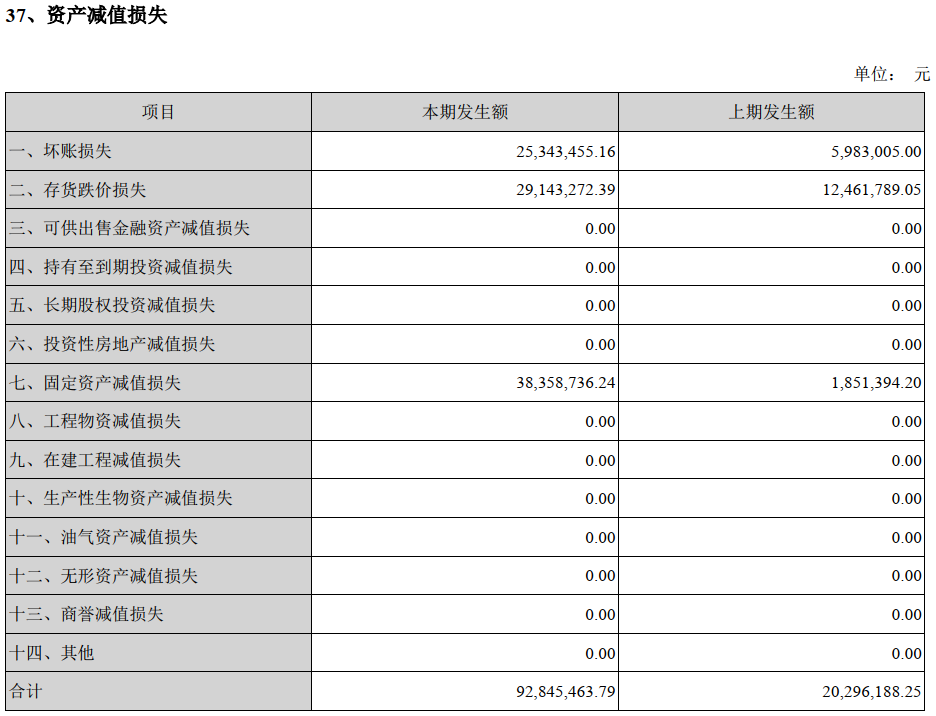 37、资产减值损失
单位： 元
项目 本期发生额 上期发生额
一、坏账损失 25,343,455.16 5,983,005.00
二、存货跌价损失 29,143,272.39 12,461,789.05
三、可供出售金融资产减值损失 0.00 0.00
四、持有至到期投资减值损失 0.00 0.00
五、长期股权投资减值损失 0.00 0.00
六、投资性房地产减值损失 0.00 0.00
七、固定资产减值损失 38,358,736.24 1,851,394.20
八、工程物资减值损失 0.00 0.00
九、在建工程减值损失 0.00 0.00
十、生产性生物资产减值损失 0.00 0.00
十一、油气资产减值损失 0.00 0.00
十二、无形资产减值损失 0.00 0.00
十三、商誉减值损失 0.00 0.00
十四、其他 0.00 0.00
合计 92,845,463.79 20,296,188.25